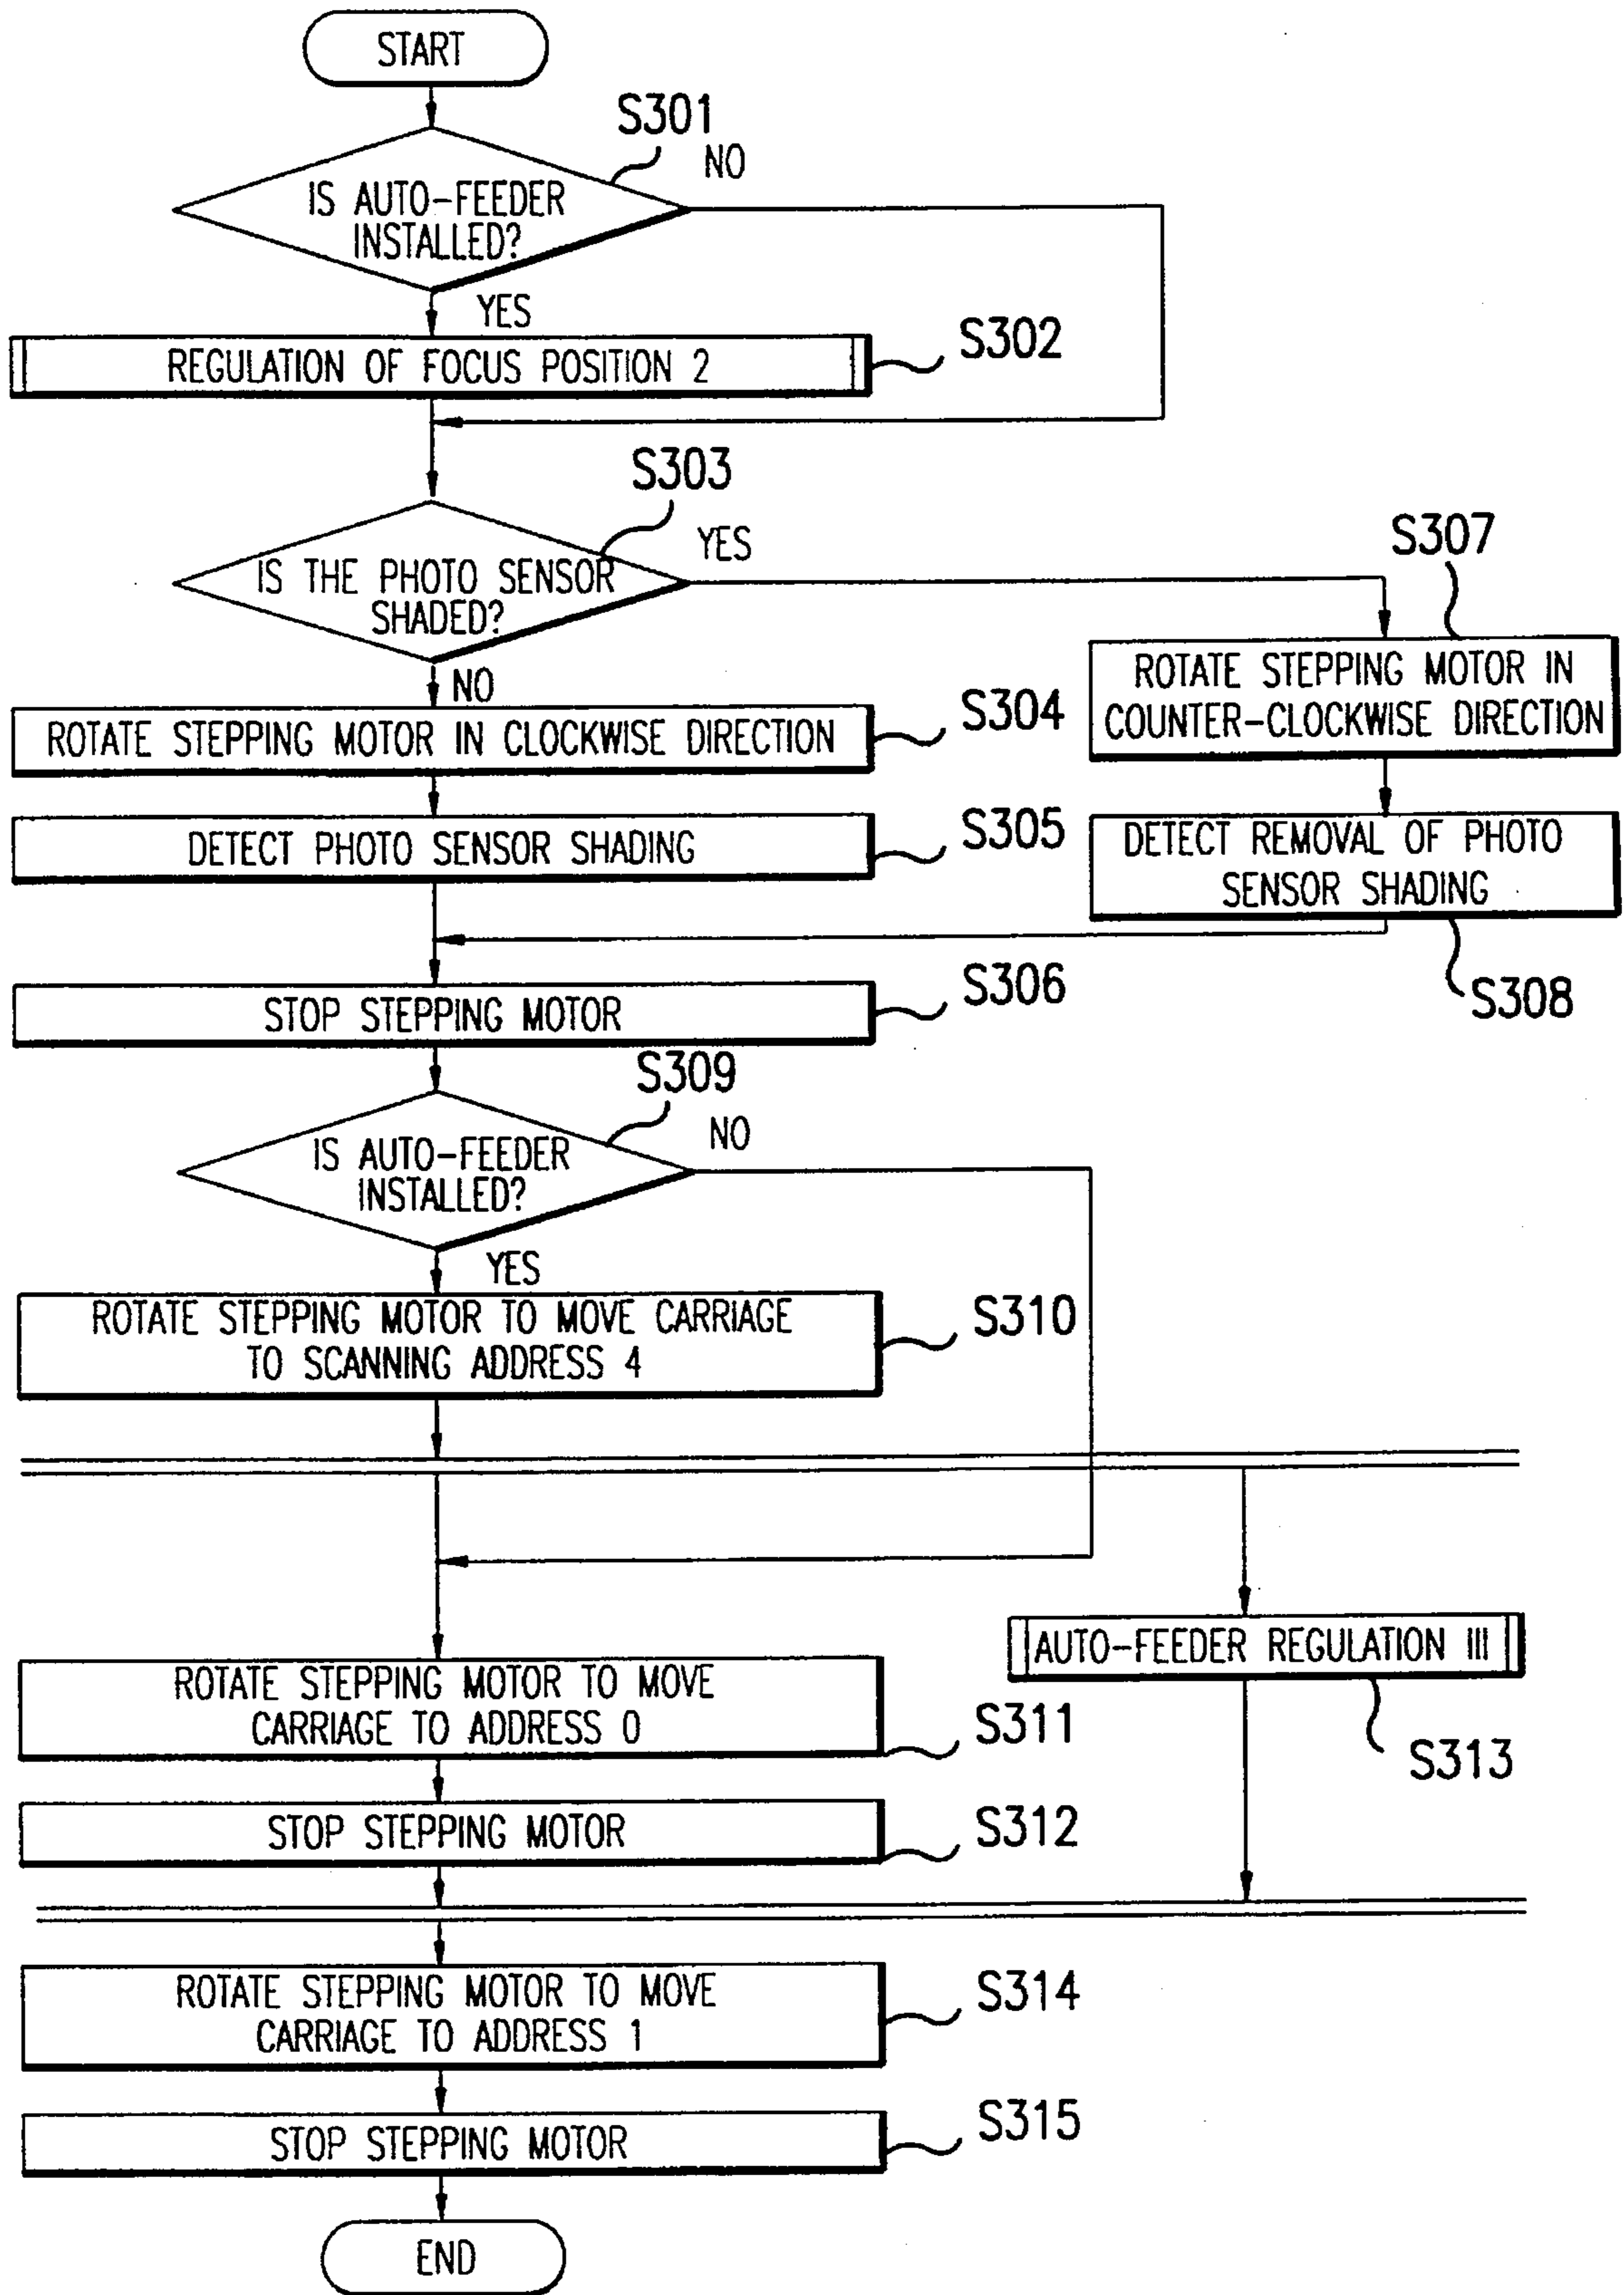 START
S301
NO
IS AUTO-FEEDER
INSTALLED?
YES
REGULATION OF FOCUS POSITION 2
S302
S303
YES
IS THE PHOTO SENSOR
SHADED?
NO
S307
ROTATE STEPPING MOTOR IN
COUNTER-CLOCKWISE DIRECTION
ROTATE STEPPING MOTOR IN CLOCKWISE DIRECTION
S304
DETECT PHOTO SENSOR SHADING
S305
DETECT REMOVAL OF PHOTO
SENSOR SHADING
S308
STOP STEPPING MOTOR
S306
S309
NO
IS AUTO-FEEDER
INSTALLED?
YES
ROTATE STEPPING MOTOR TO MOVE CARRIAGE
TO SCANNING ADDRESS 4
S310
AUTO-FEEDER REGULATION III
S313
ROTATE STEPPING MOTOR TO MOVE
CARRIAGE TO ADDRESS 0
S311
STOP STEPPING MOTOR
S312
ROTATE STEPPING MOTOR TO MOVE
CARRIAGE TO ADDRESS 1
S314
STOP STEPPING MOTOR
S315
END